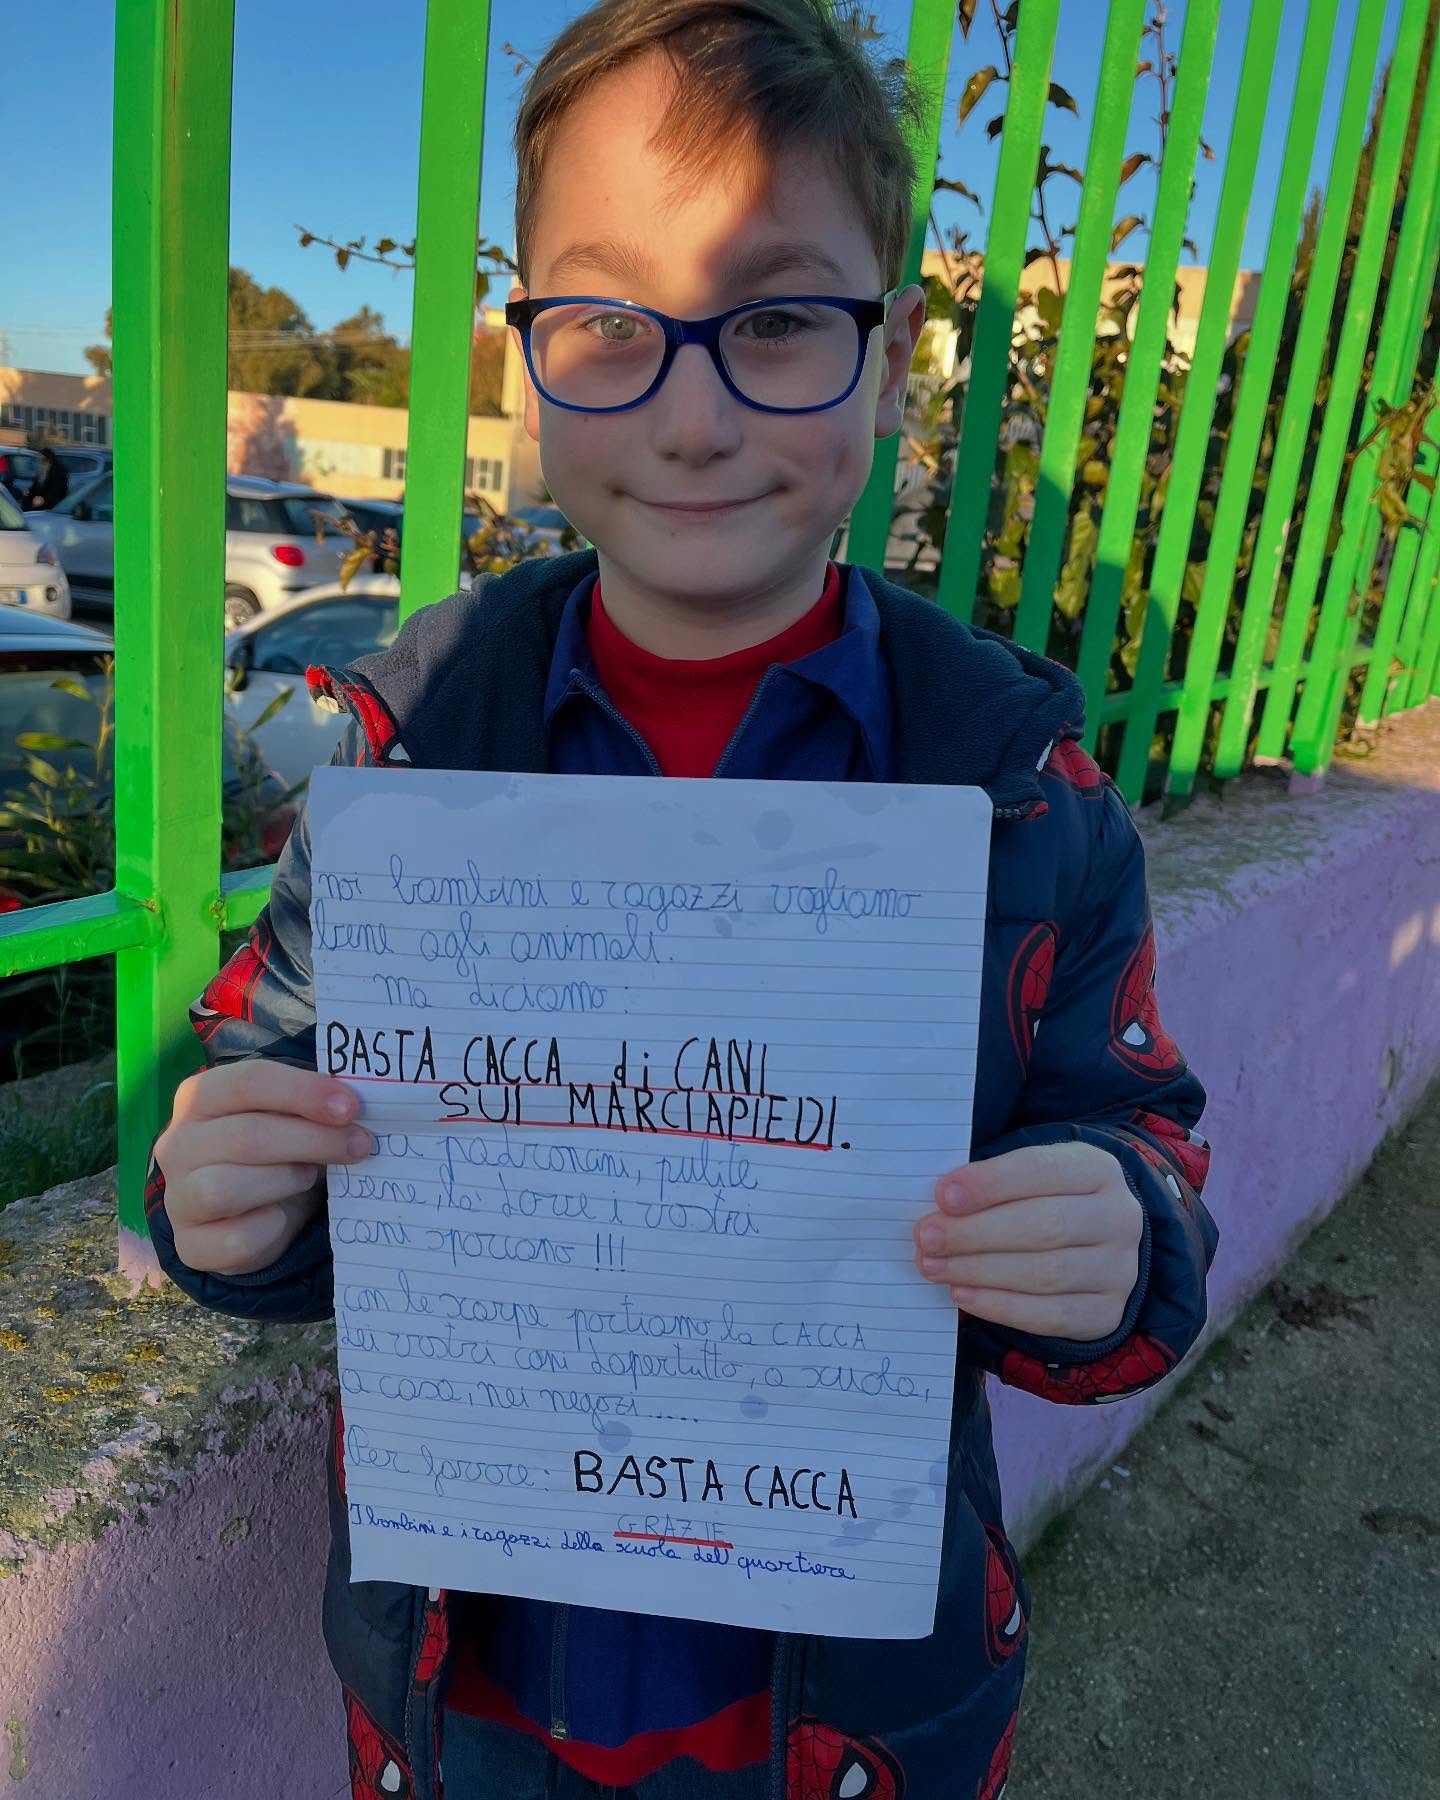 noi bambini e ragazzi vogliamo
bene agli animali.
ma diciamo:
BASTA CACCA di CANI
SUI MARCIAPIEDI.
padroncini, pulite
bene, là dove i vostri
cani sporcano !!!
con le scarpe portiamo la CACCA
dei vostri cani dapertutto, a scuola,
a casa, nei negozi.....
Per favore: BASTA CACCA
GRAZIE
I bambini e i ragazzi della scuola del quartiere